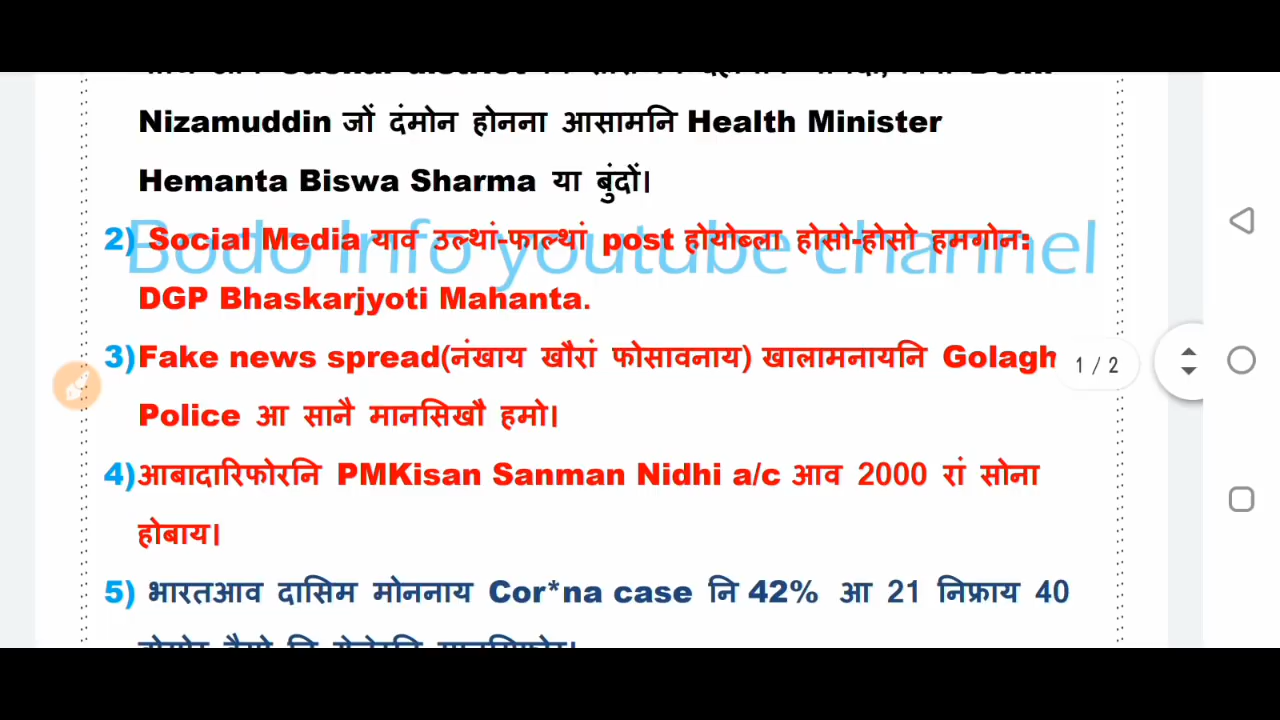 Nizamuddin जों दंमोन होनना आसामनि Health Minister
Hemanta Biswa Sharma या बुंदों।
Bodo Info youtube channel
2) Social Media याव उल्थां-फाल्थां post होयोब्ला होसो-होसो हमगोन:
DGP Bhaskarjyoti Mahanta.
3)Fake news spread(नंखाय खौरां फोसावनाय) खालामनायनि Golagh
1 / 2
Police आ सानै मानसिखौ हमो।
4)आबादारिफोरनि PMKisan Sanman Nidhi a/c आव 2000 रां सोना
होबाय।
5) भारतआव दासिम मोननाय Cor*na case नि 42% आ 21 निफ्राय 40